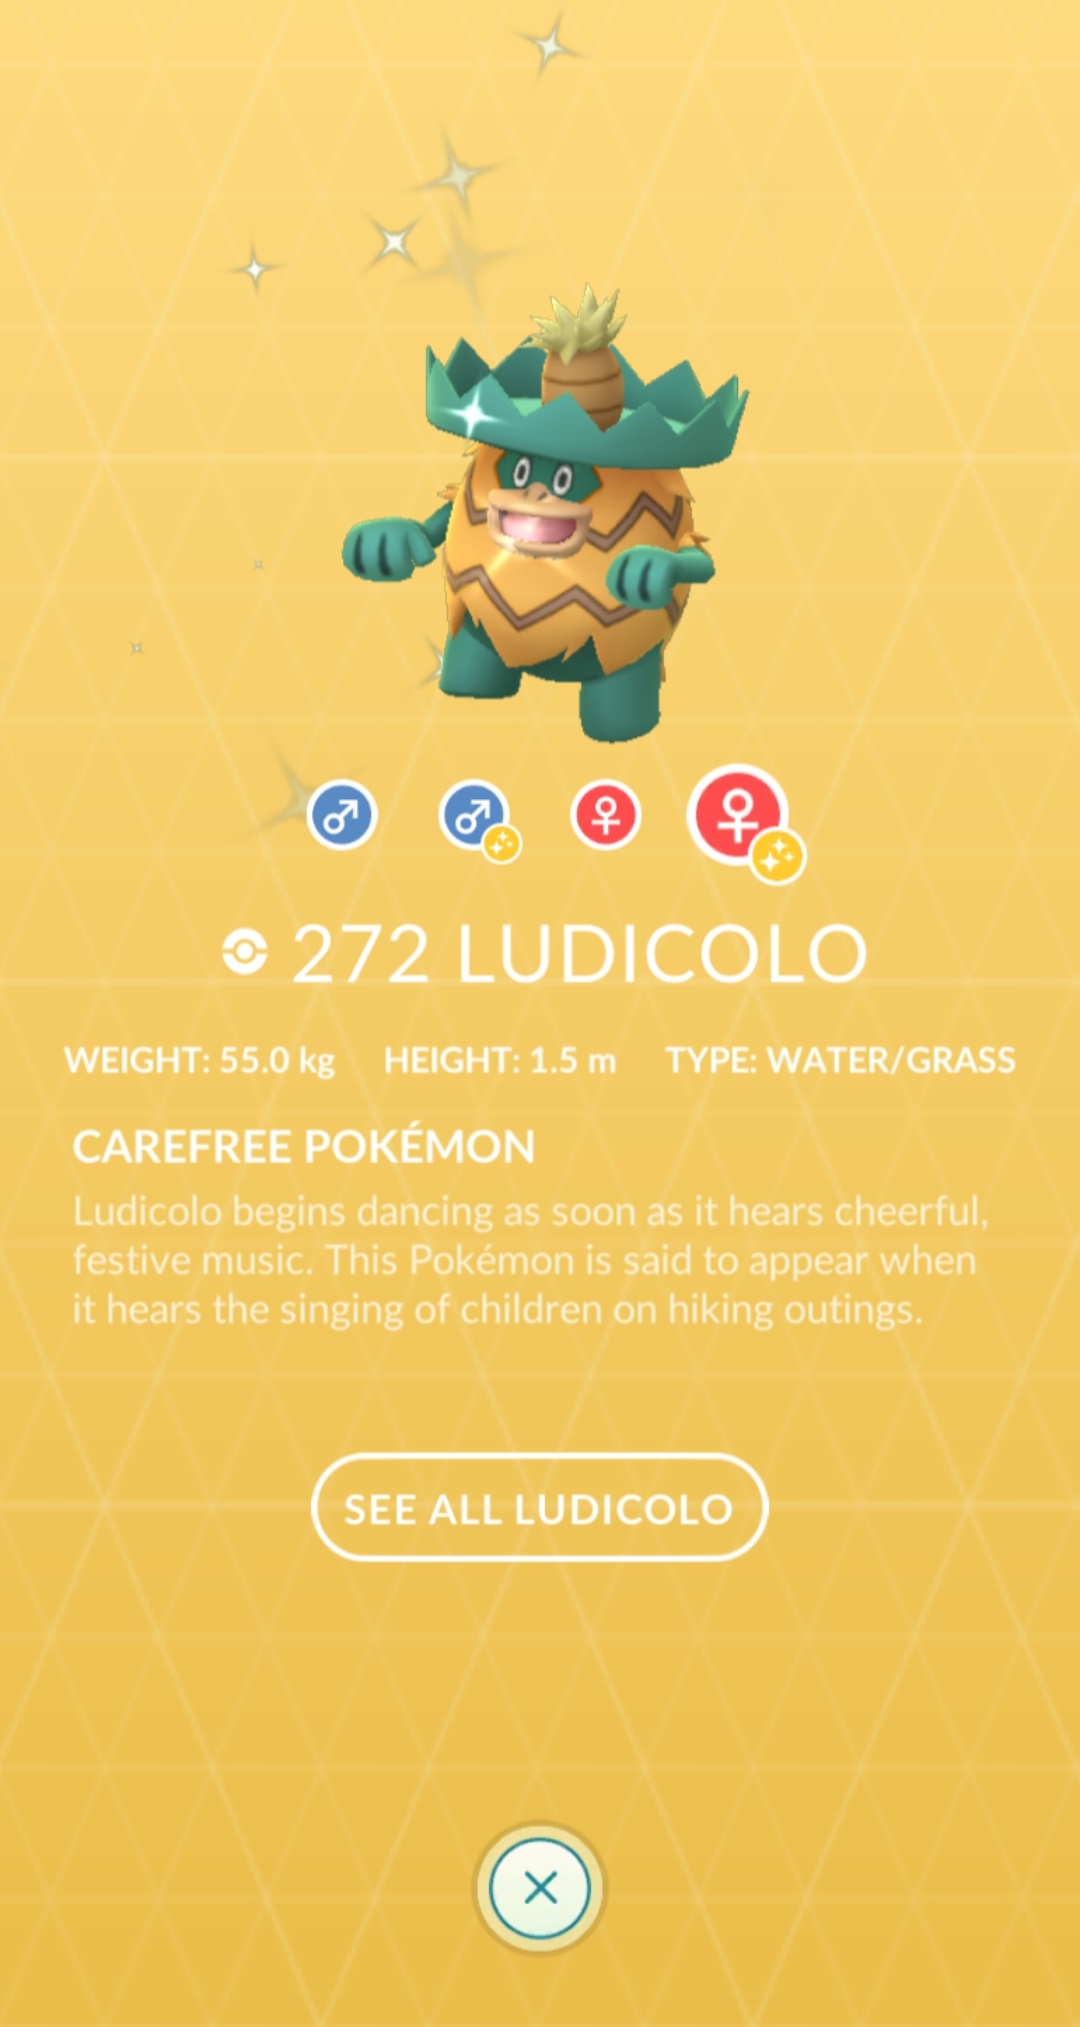 272 LUDICOLO
WEIGHT: 55.0 kg HEIGHT: 1.5 m TYPE: WATER/GRASS
CAREFREE POKÉMON
Ludicolo begins dancing as soon as it hears cheerful,
festive music. This Pokémon is said to appear when
it hears the singing of children on hiking outings.
SEE ALL LUDICOLO